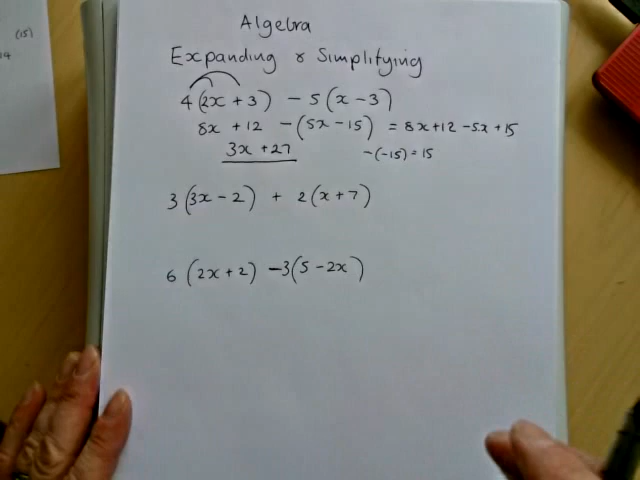 (15)
Algebra
Expanding & Simplifying
4(2x + 3) - 5(x - 3)
8x + 12 - (5x - 15) = 8x + 12 - 5x + 15
3x + 27 -(-15) = 15
3(3x - 2) + 2(x + 7)
6(2x + 2) - 3(5 - 2x)